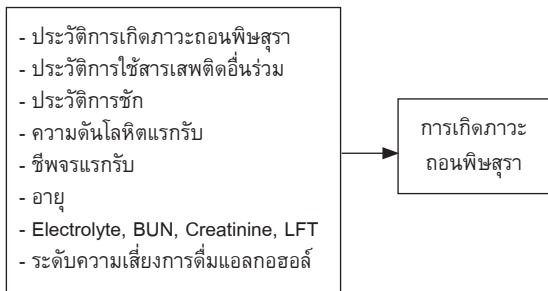 - ประวัติการเกิดภาวะถอนพิษสุรา
- ประวัติการใช้สารเสพติดอื่นร่วม
- ประวัติการชัก
- ความดันโลหิตแรกรับ
- ชีพจรแรกรับ
- อายุ
- Electrolyte, BUN, Creatinine, LFT
- ระดับความเสี่ยงการดื่มแอลกอฮอล์
การเกิดภาวะ
ถอนพิษสุรา